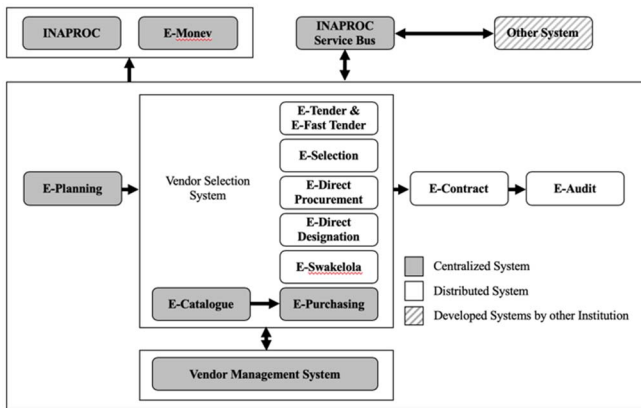 INAPROC
E-Monev
INAPROC
Service Bus
Other System
E-Tender &
E-Fast Tender
E-Selection
E-Planning
Vendor Selection
System
E-Direct
Procurement
E-Contract
E-Audit
E-Direct
Designation
E-Swakelola
E-Catalogue
E-Purchasing
Centralized System
Distributed System
Developed Systems by other Institution
Vendor Management System